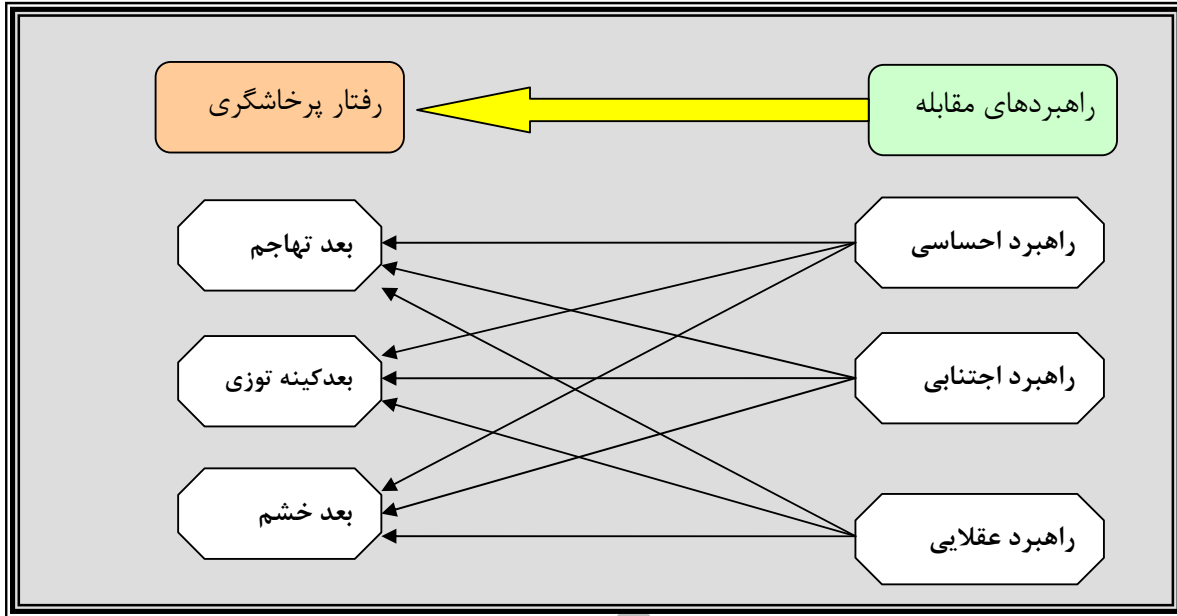 راهبردهای مقابله
رفتار پرخاشگری
راهبرد احساسی
بعد تهاجم
راهبرد اجتنابی
بعدکینه توزی
راهبرد عقلایی
بعد خشم